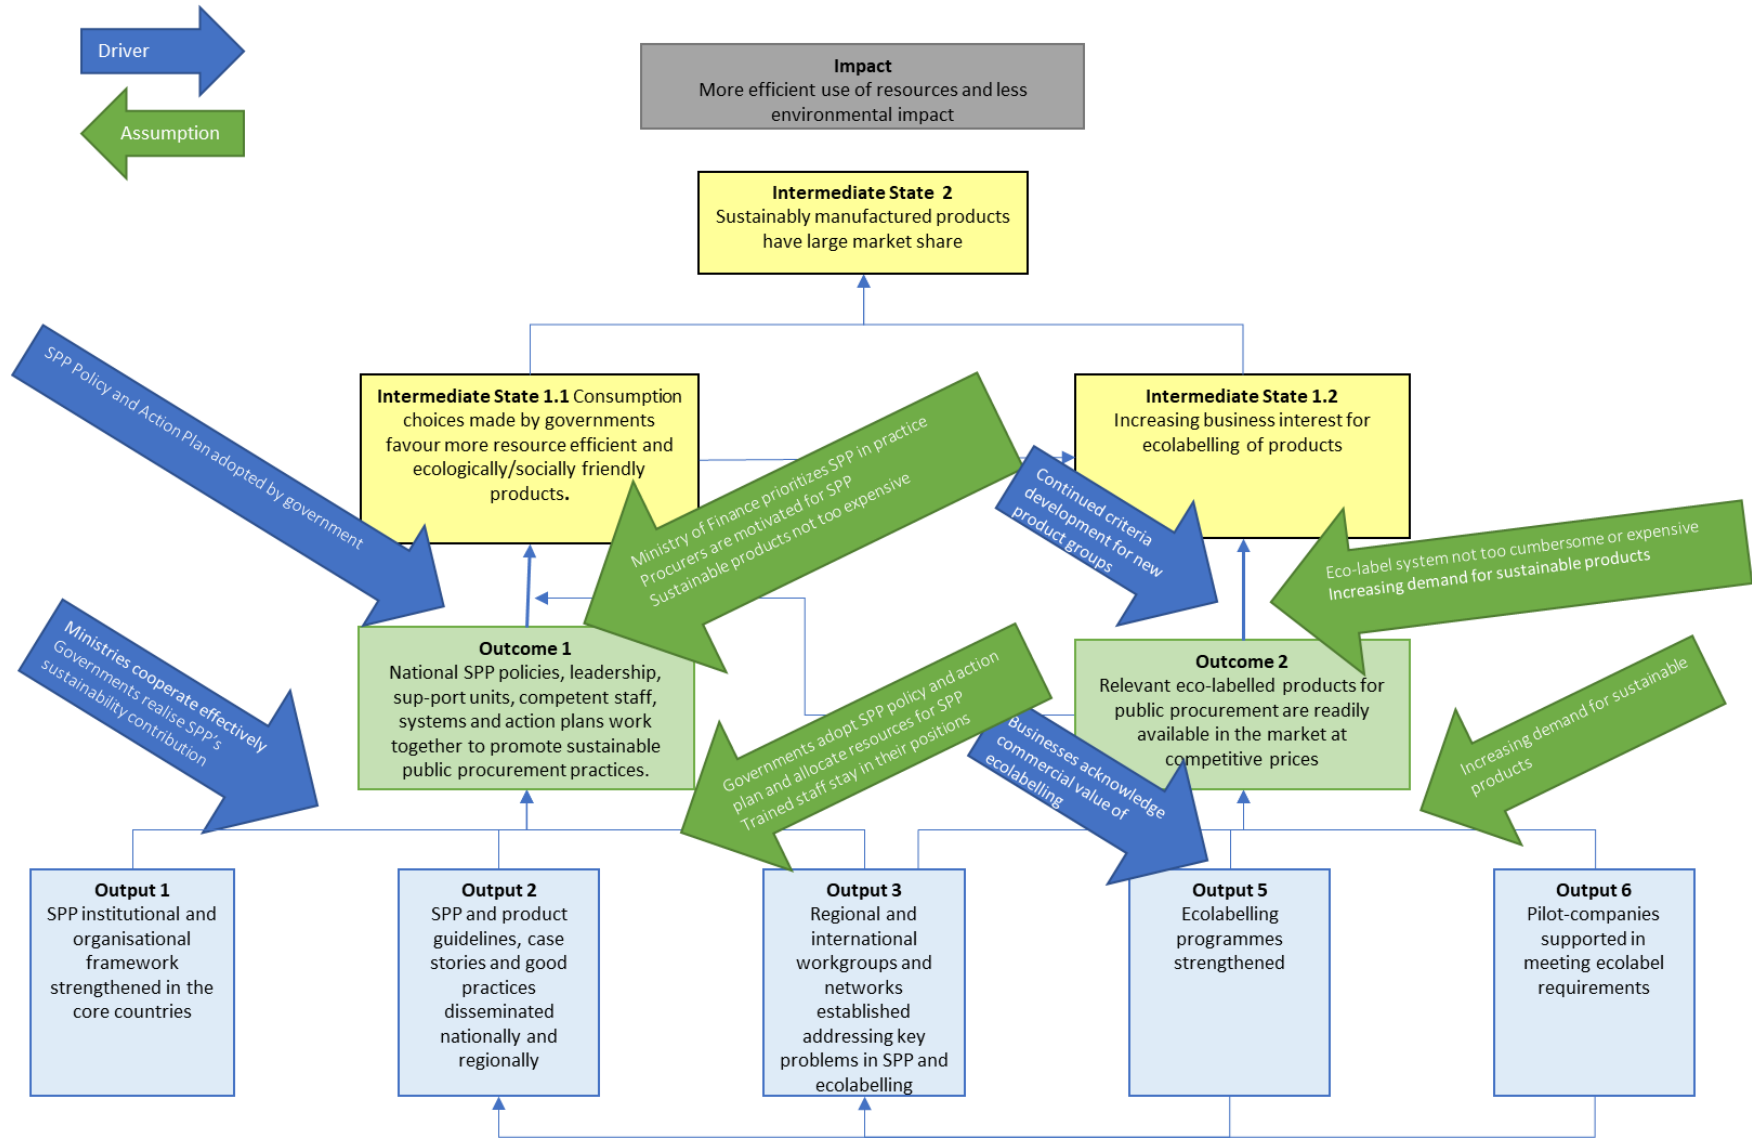 Driver
Assumption
Impact
More efficient use of resources and less
environmental impact
Intermediate State 2
Sustainably manufactured products
have large market share
SPP Policy and Action Plan adopted by government
Intermediate State 1.1 Consumption
choices made by governments
favour more resource efficient and
ecologically/socially friendly
products.
Ministry of Finance prioritizes SPP in practice
Procurers are motivated for SPP
Sustainable products not too expensive
Intermediate State 1.2
Increasing business interest for
ecolabelling of products
Continued criteria
development for new
product groups
Eco-label system not too cumbersome or expensive
Increasing demand for sustainable products
Ministries cooperate effectively
Governments realise SPP's
sustainability contribution
Outcome 1
National SPP policies, leadership,
sup-port units, competent staff,
systems and action plans work
together to promote sustainable
public procurement practices.
Governments adopt SPP policy and action
plan and allocate resources for SPP
Trained staff stay in their positions
Outcome 2
Relevant eco-labelled products for
public procurement are readily
available in the market at
competitive prices
Businesses acknowledge
commercial value of
ecolabelling
Increasing demand for sustainable
products
Output 1
SPP institutional and
organisational
framework
strengthened in the
core countries
Output 2
SPP and product
guidelines, case
stories and good
practices
disseminated
nationally and
regionally
Output 3
Regional and
international
workgroups and
networks
established
addressing key
problems in SPP and
ecolabelling
Output 5
Ecolabelling
programmes
strengthened
Output 6
Pilot-companies
supported in
meeting ecolabel
requirements